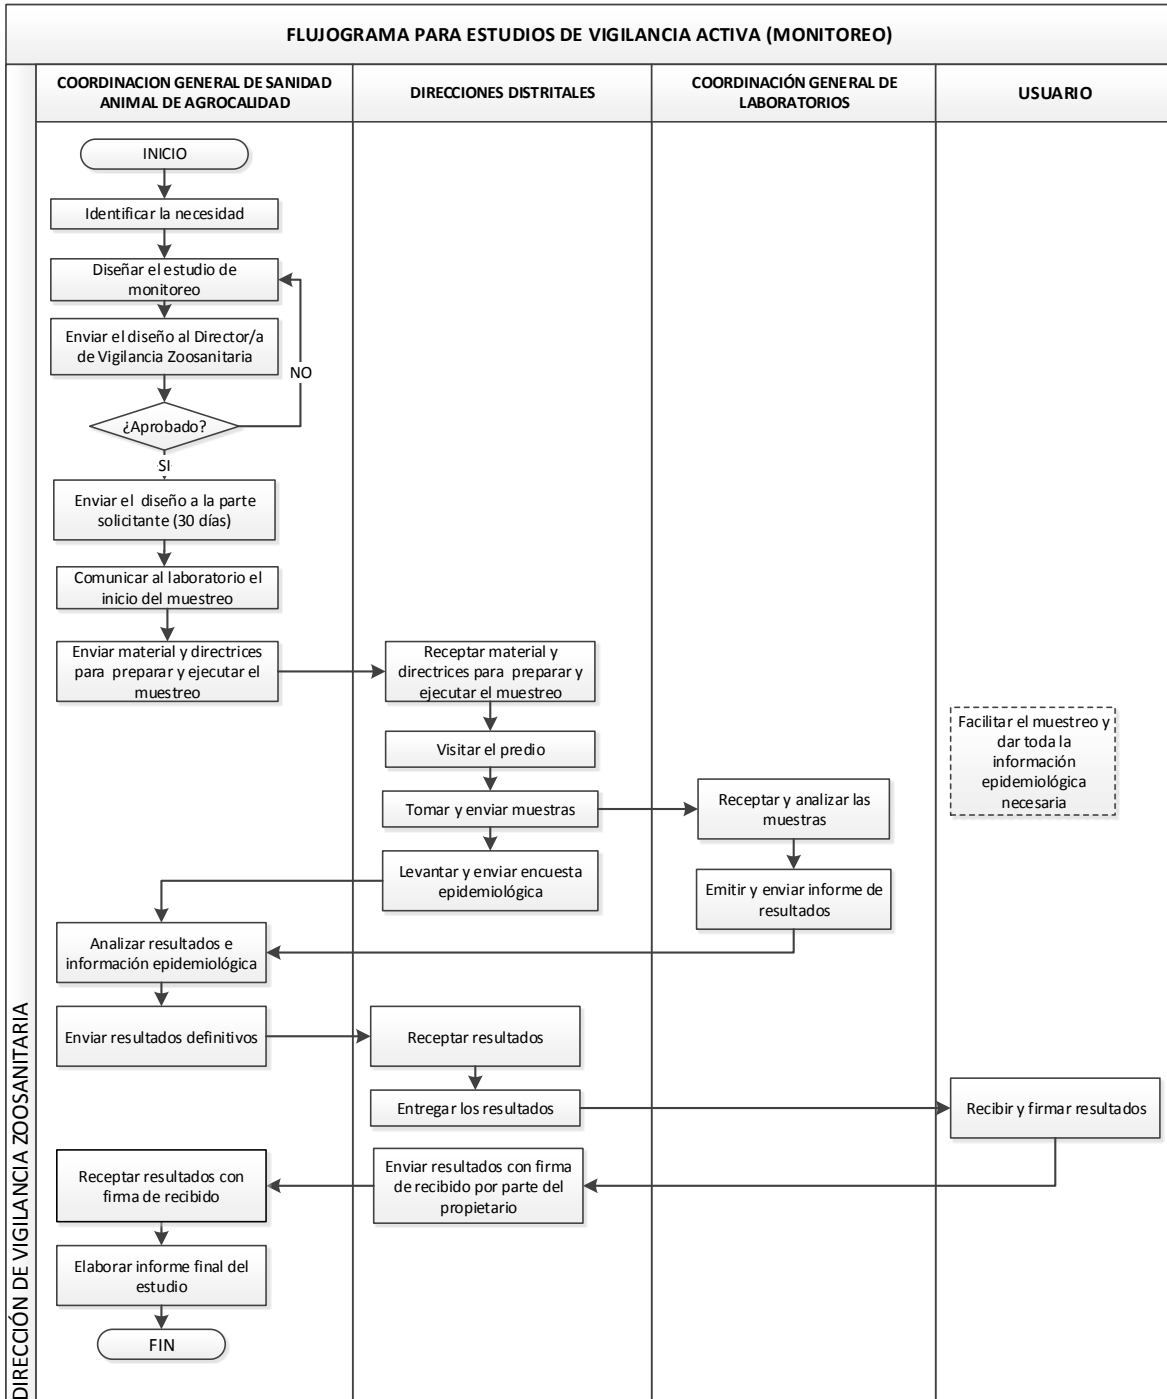 FLUJOGRAMA PARA ESTUDIOS DE VIGILANCIA ACTIVA (MONITOREO)
COORDINACION GENERAL DE SANIDAD
ANIMAL DE AGROCALIDAD
DIRECCIONES DISTRITALES
COORDINACIÓN GENERAL DE
LABORATORIOS
USUARIO
DIRECCIÓN DE VIGILANCIA ZOOSANITARIA
INICIO
Identificar la necesidad
Diseñar el estudio de
monitoreo
Enviar el diseño al Director/a
de Vigilancia Zoosanitaria
NO
¿Aprobado?
SI
Enviar el diseño a la parte
solicitante (30 días)
Comunicar al laboratorio el
inicio del muestreo
Enviar material y directrices
para preparar y ejecutar el
muestreo
Receptar material y
directrices para preparar y
ejecutar el muestreo
Visitar el predio
Facilitar el muestreo y
dar toda la
información
epidemiológica
necesaria
Tomar y enviar muestras
Receptar y analizar las
muestras
Levantar y enviar encuesta
epidemiológica
Emitir y enviar informe de
resultados
Analizar resultados e
información epidemiológica
Enviar resultados definitivos
Receptar resultados
Entregar los resultados
Recibir y firmar resultados
Enviar resultados con firma
de recibido por parte del
propietario
Receptar resultados con
firma de recibido
Elaborar informe final del
estudio
FIN